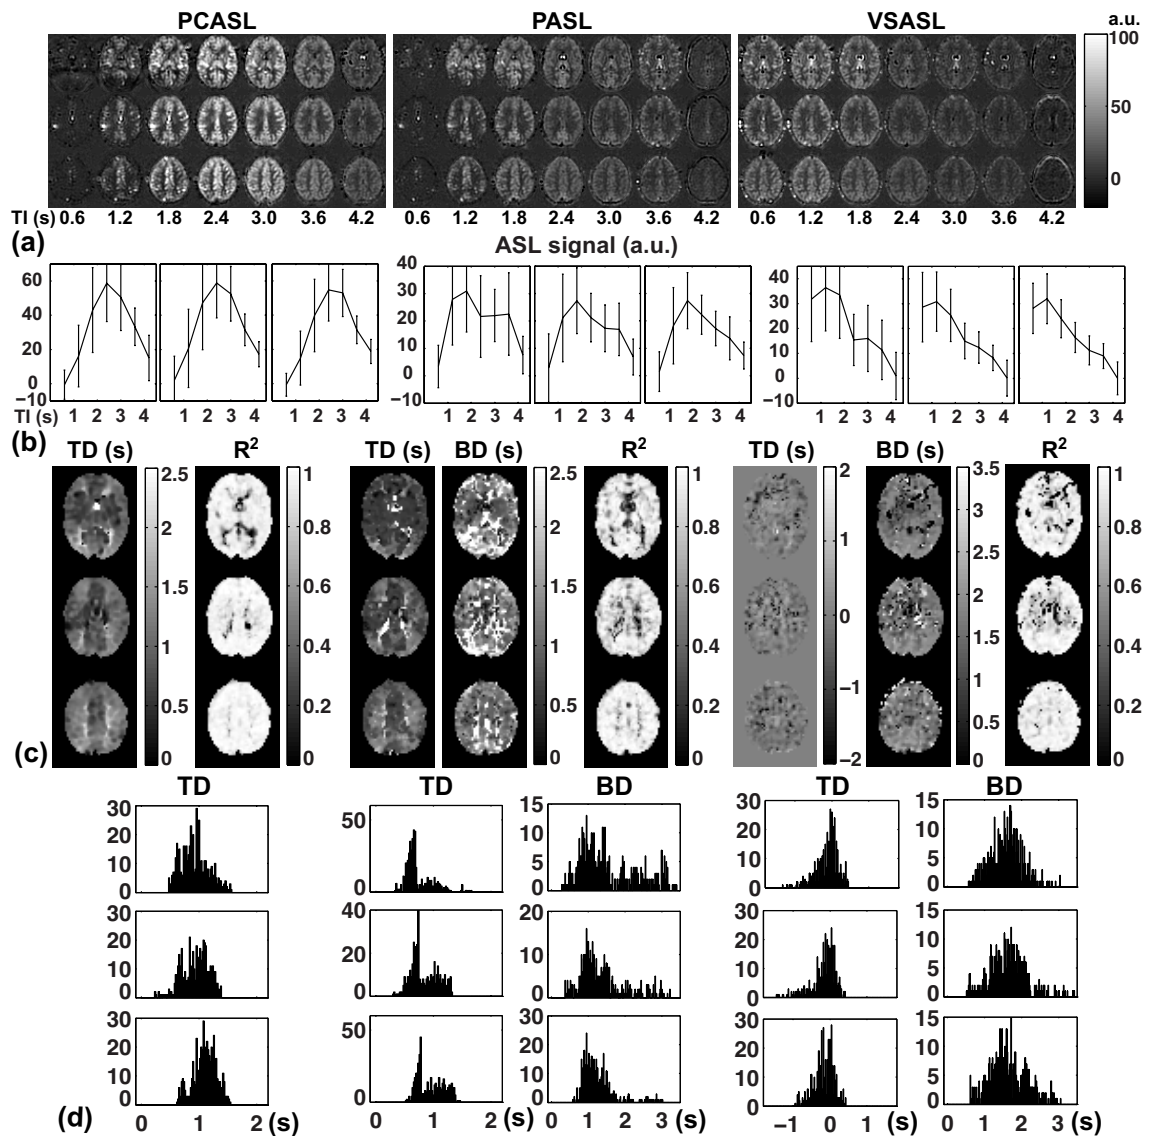 PCASL PASL VSASL a.u.
100
50
0
TI (s) 0.6 1.2 1.8 2.4 3.0 3.6 4.2 0.6 1.2 1.8 2.4 3.0 3.6 4.2 0.6 1.2 1.8 2.4 3.0 3.6 4.2
(a) ASL signal (a.u.)
60 40 20 0 −10
40 30 20 10 0 −10
40 30 20 10 0 −10
TI (s) 1 2 3 4 1 2 3 4 1 2 3 4 1 2 3 4 1 2 3 4 1 2 3 4 1 2 3 4 1 2 3 4 1 2 3 4
(b) TD (s) R² TD (s) BD (s) R² TD (s) BD (s) R²
2.5 2 1.5 1 0.5 0
1 0.8 0.6 0.4 0.2 0
2.5 2 1.5 1 0.5 0
1 0.8 0.6 0.4 0.2 0
2 1 0 −1 −2
3.5 3 2.5 2 1.5 1 0.5 0
1 0.8 0.6 0.4 0.2 0
(c)
TD TD BD TD BD
30 20 10 0 50 0 15 10 5 0 30 20 10 0 15 10 5 0
30 20 10 0 40 20 0 20 10 0 30 20 10 0 15 10 5 0
30 20 10 0 50 0 20 10 0 30 20 10 0 15 10 5 0
(d) 0 1 2 (s) 0 1 2 (s) 0 1 2 3 (s) −1 0 1 (s) 0 1 2 3 (s)